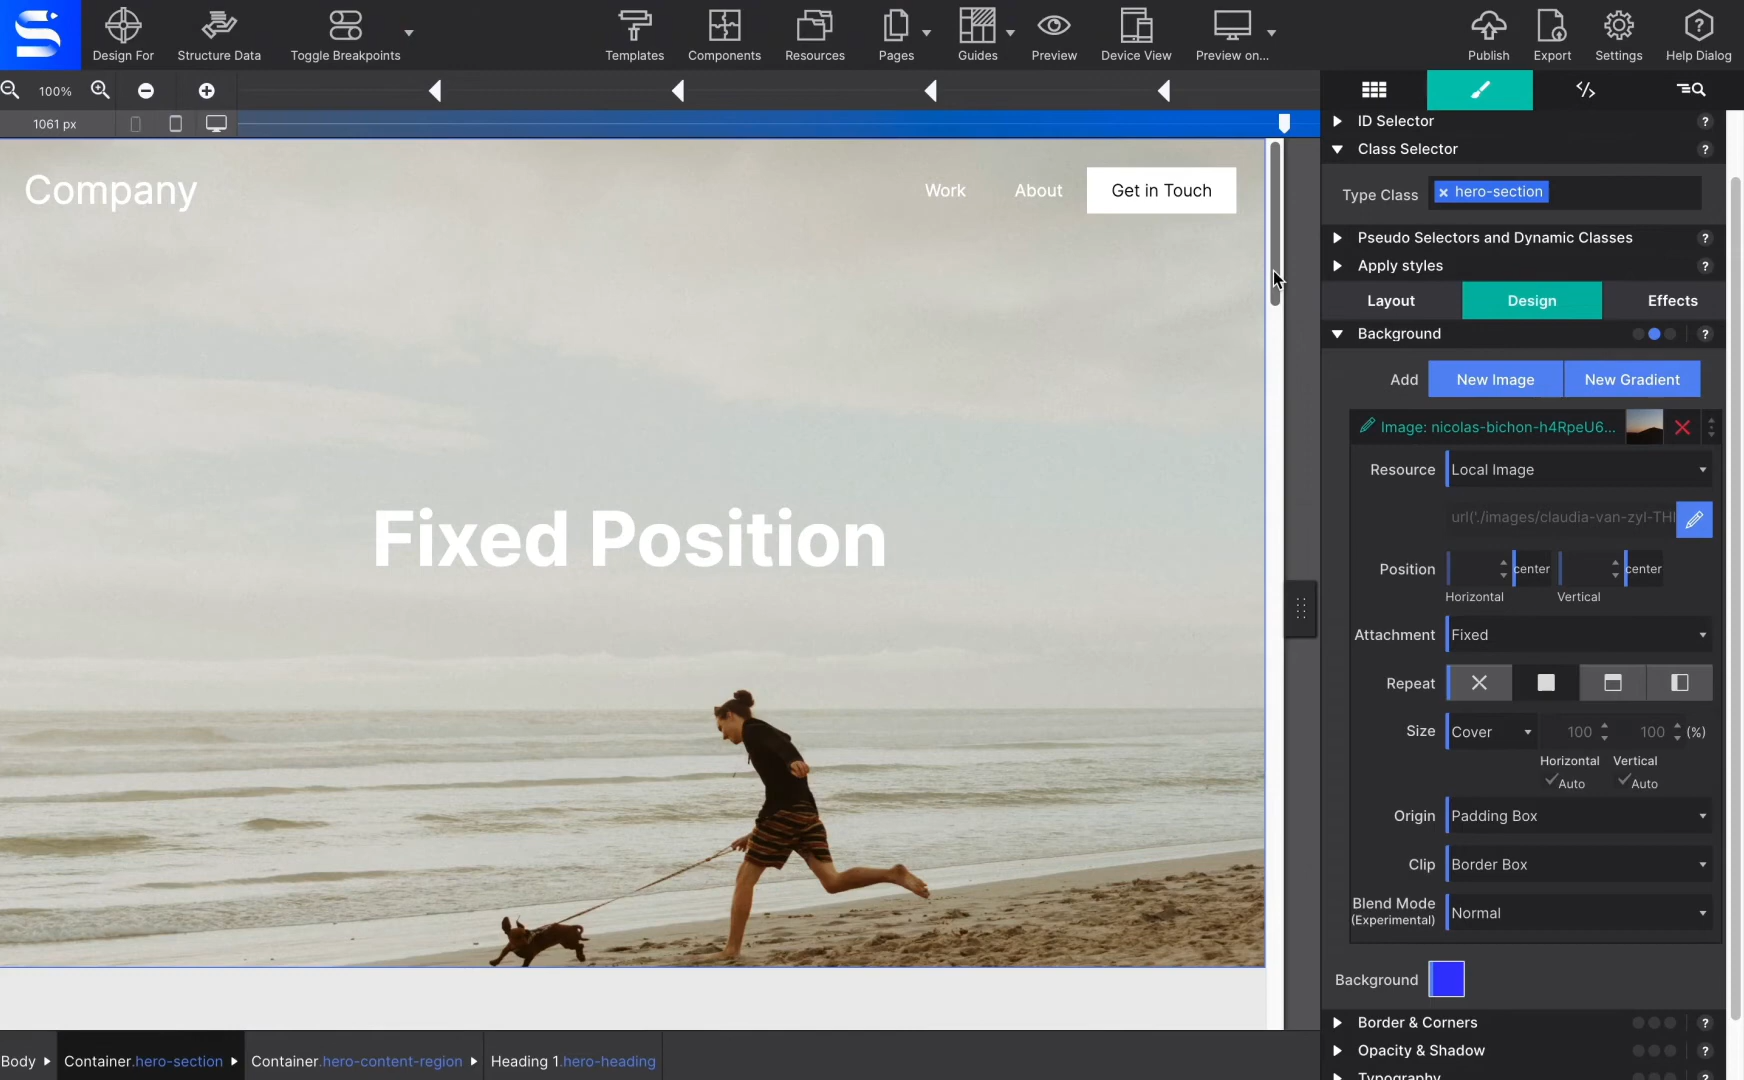 Design For
Structure Data
Toggle Breakpoints
Templates
Components
Resources
Pages
Guides
Preview
Device View
Preview on...
Publish
Export
Settings
Help Dialog
100%
1061 px
Company
Work
About
Get in Touch
Fixed Position
ID Selector
?
Class Selector
?
Type Class
× hero-section
Pseudo Selectors and Dynamic Classes
?
Apply styles
?
Layout
Design
Effects
Background
?
Add
New Image
New Gradient
Image: nicolas-bichon-h4RpeU6...
Resource
Local Image
url('./images/claudia-van-zyl-TH
Position
center
center
Horizontal
Vertical
Attachment
Fixed
Repeat
Size
Cover
100
100
(%)
Horizontal
Vertical
Auto
Auto
Origin
Padding Box
Clip
Border Box
Blend Mode
(Experimental)
Normal
Background
Border & Corners
?
Opacity & Shadow
?
Typography
?
Body
Container.hero-section
Container.hero-content-region
Heading 1.hero-heading